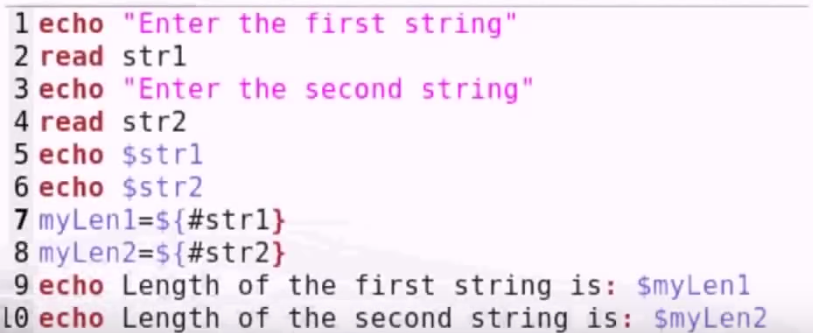 1 echo "Enter the first string"
2 read str1
3 echo "Enter the second string"
4 read str2
5 echo $str1
6 echo $str2
7 myLen1=${#str1}
8 myLen2=${#str2}
9 echo Length of the first string is: $myLen1
10 echo Length of the second string is: $myLen2